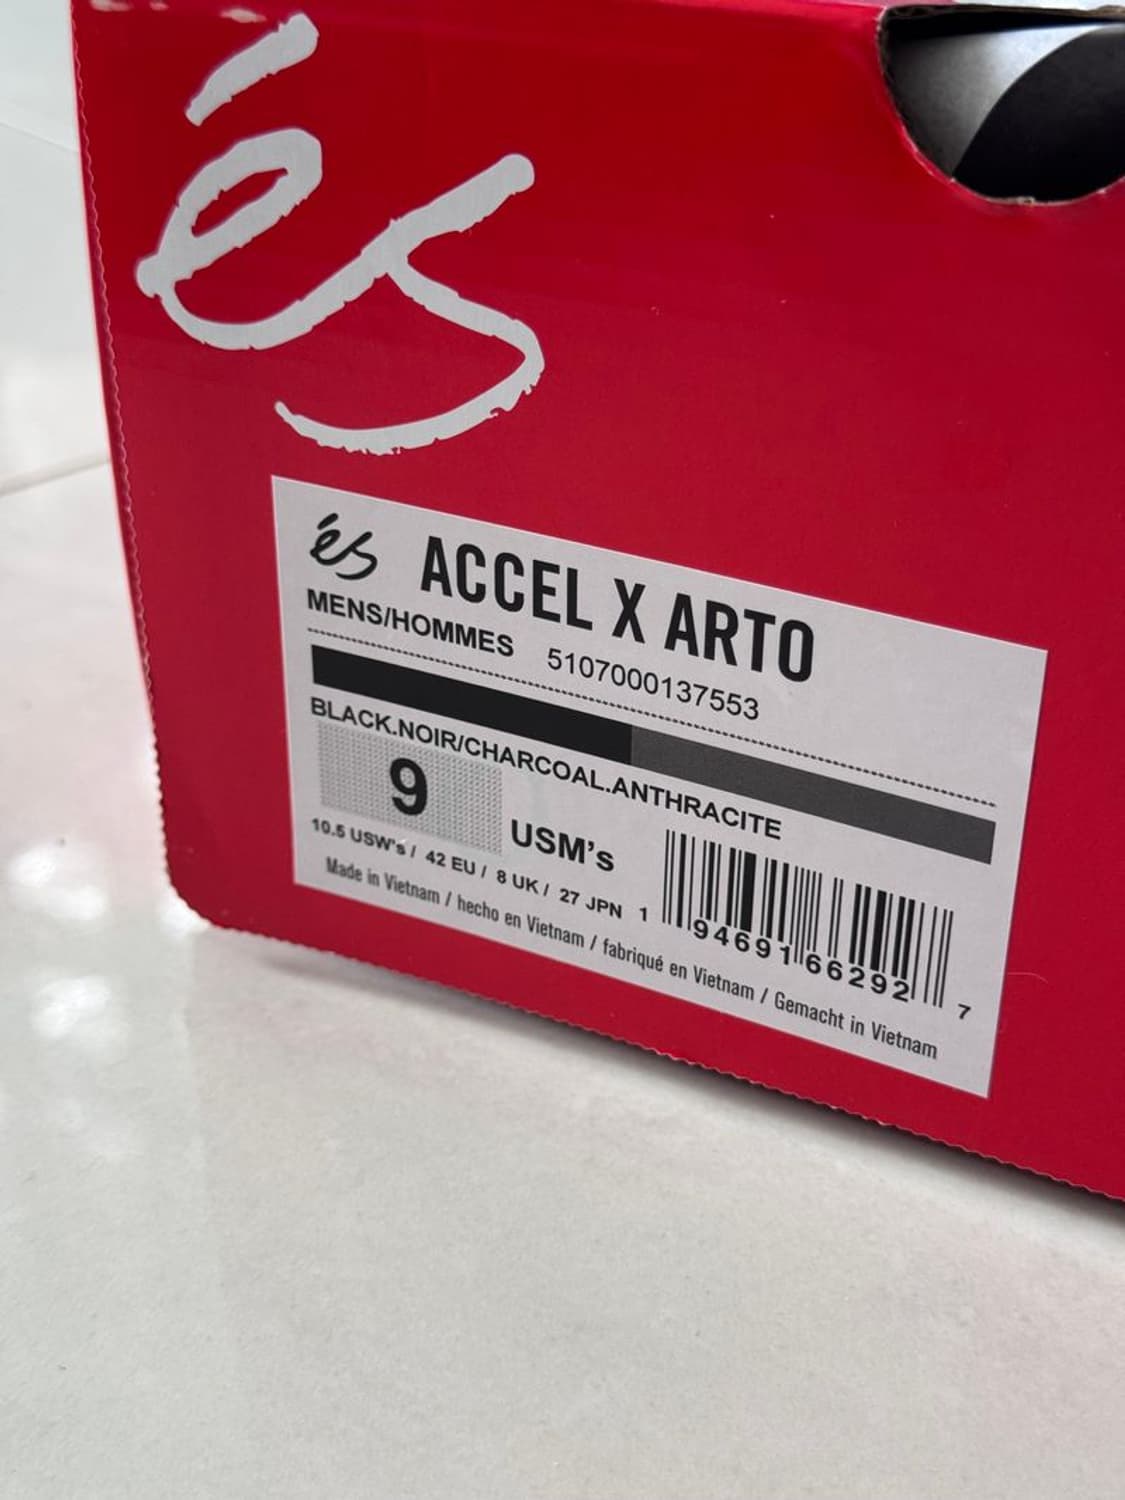 és
és ACCEL X ARTO
MENS/HOMMES 5107000137553
BLACK.NOIR/CHARCOAL.ANTHRACITE
9 USM's
10.5 USW's / 42 EU / 8 UK / 27 JPN
1 94691 66292 7
Made in Vietnam / hecho en Vietnam / fabriqué en Vietnam / Gemacht in Vietnam